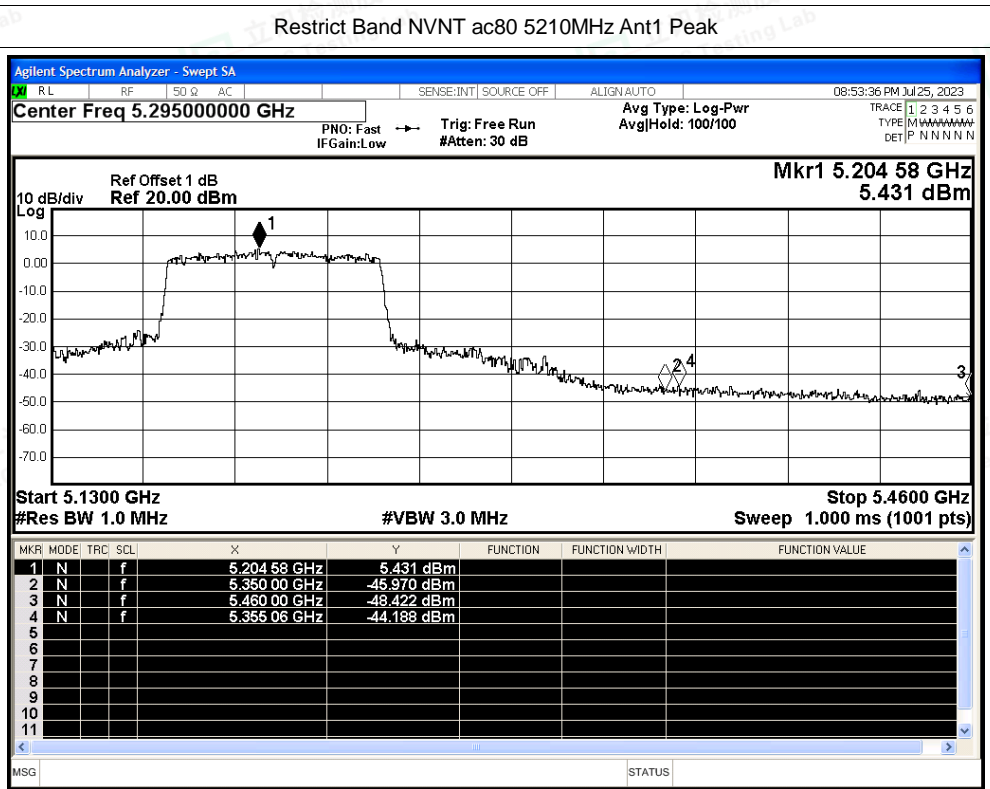 Restrict Band NVNT ac80 5210MHz Ant1 Peak
Agilent Spectrum Analyzer - Swept SA
LXI RL RF 50 Ω AC SENSE:INT SOURCE OFF ALIGN AUTO 08:53:36 PM Jul 25, 2023
Center Freq 5.295000000 GHz Avg Type: Log-Pwr TRACE 1 2 3 4 5 6
PNO: Fast Trig: Free Run Avg|Hold: 100/100 TYPE M
IFGain:Low #Atten: 30 dB DET P N N N N N
Mkr1 5.204 58 GHz
5.431 dBm
Ref Offset 1 dB
10 dB/div Ref 20.00 dBm
Log
1
10.0
0.00
-10.0
-20.0
-30.0
-40.0
2 4 3
-50.0
-60.0
-70.0
Start 5.1300 GHz Stop 5.4600 GHz
#Res BW 1.0 MHz #VBW 3.0 MHz Sweep 1.000 ms (1001 pts)
MKR MODE TRC SCL X Y FUNCTION FUNCTION WIDTH FUNCTION VALUE
1 N f 5.204 58 GHz 5.431 dBm
2 N f 5.350 00 GHz -45.970 dBm
3 N f 5.460 00 GHz -48.422 dBm
4 N f 5.355 06 GHz -44.188 dBm
5
6
7
8
9
10
11
MSG STATUS